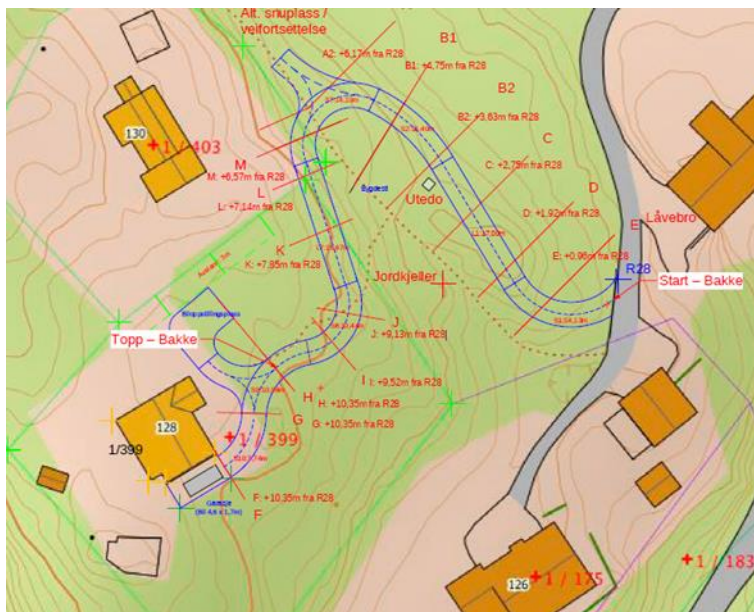 Alt. snuplass /
veifortsettelse
A2: +6,17m fra R28
B1
B1: +4,75m fra R28
B2
B2: +3,63m fra R28
130
1 / 403
C
C: +2,75m fra R28
M
M: +6,57m fra R28
L
L: +7,14m fra R28
Utedo
D
D: +1,92m fra R28
E
Låvebro
E: +0,96m fra R28
K
K: +7,85m fra R28
Jordkjeller
R28
Start – Bakke
Topp – Bakke
J
J: +9,13m fra R28
I
I: +9,52m fra R28
H
H: +10,35m fra R28
G
G: +10,35m fra R28
128
1/399
1 / 399
F: +10,35m fra R28
F
Garasje
126
1 / 175
1 / 183